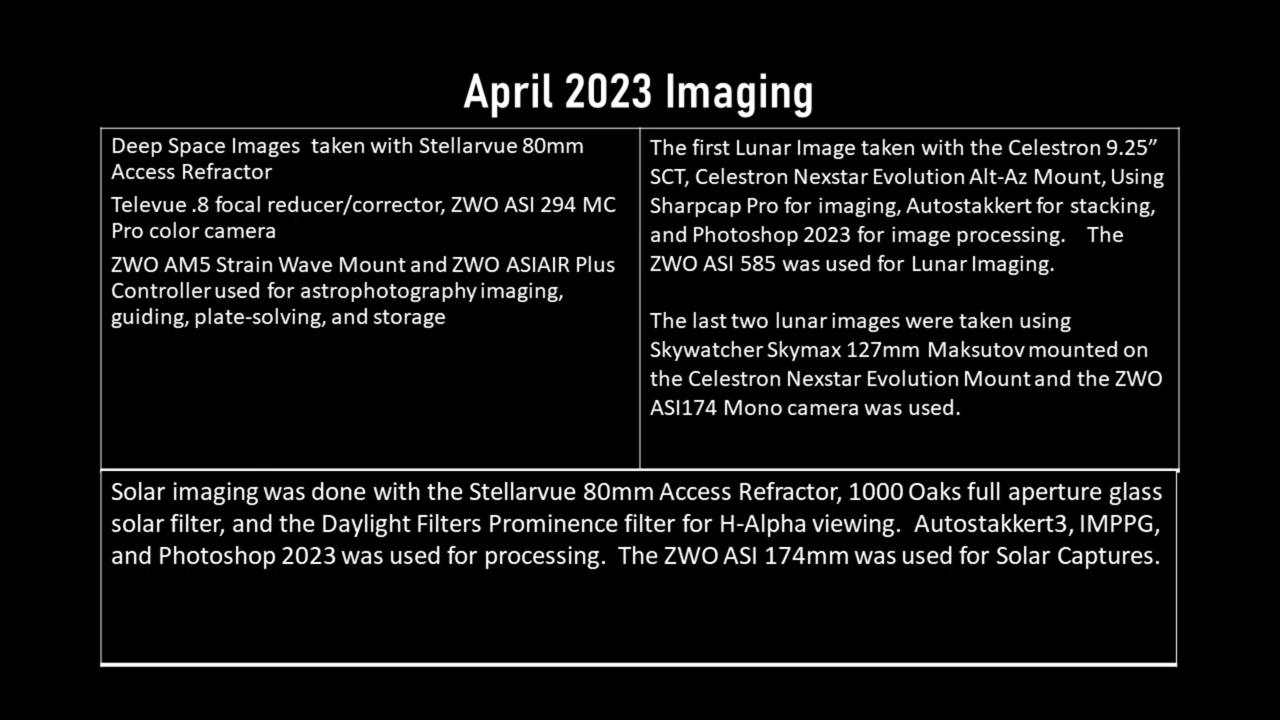 April 2023 Imaging
Deep Space Images taken with Stellarvue 80mm
Access Refractor
Televue .8 focal reducer/corrector, ZWO ASI 294 MC
Pro color camera
ZWO AM5 Strain Wave Mount and ZWO ASIAIR Plus
Controller used for astrophotography imaging,
guiding, plate-solving, and storage
The first Lunar Image taken with the Celestron 9.25”
SCT, Celestron Nexstar Evolution Alt-Az Mount, Using
Sharpcap Pro for imaging, Autostakkert for stacking,
and Photoshop 2023 for image processing. The
ZWO ASI 585 was used for Lunar Imaging.
The last two lunar images were taken using
Skywatcher Skymax 127mm Maksutov mounted on
the Celestron Nexstar Evolution Mount and the ZWO
ASI174 Mono camera was used.
Solar imaging was done with the Stellarvue 80mm Access Refractor, 1000 Oaks full aperture glass
solar filter, and the Daylight Filters Prominence filter for H-Alpha viewing. Autostakkert3, IMPPG,
and Photoshop 2023 was used for processing. The ZWO ASI 174mm was used for Solar Captures.